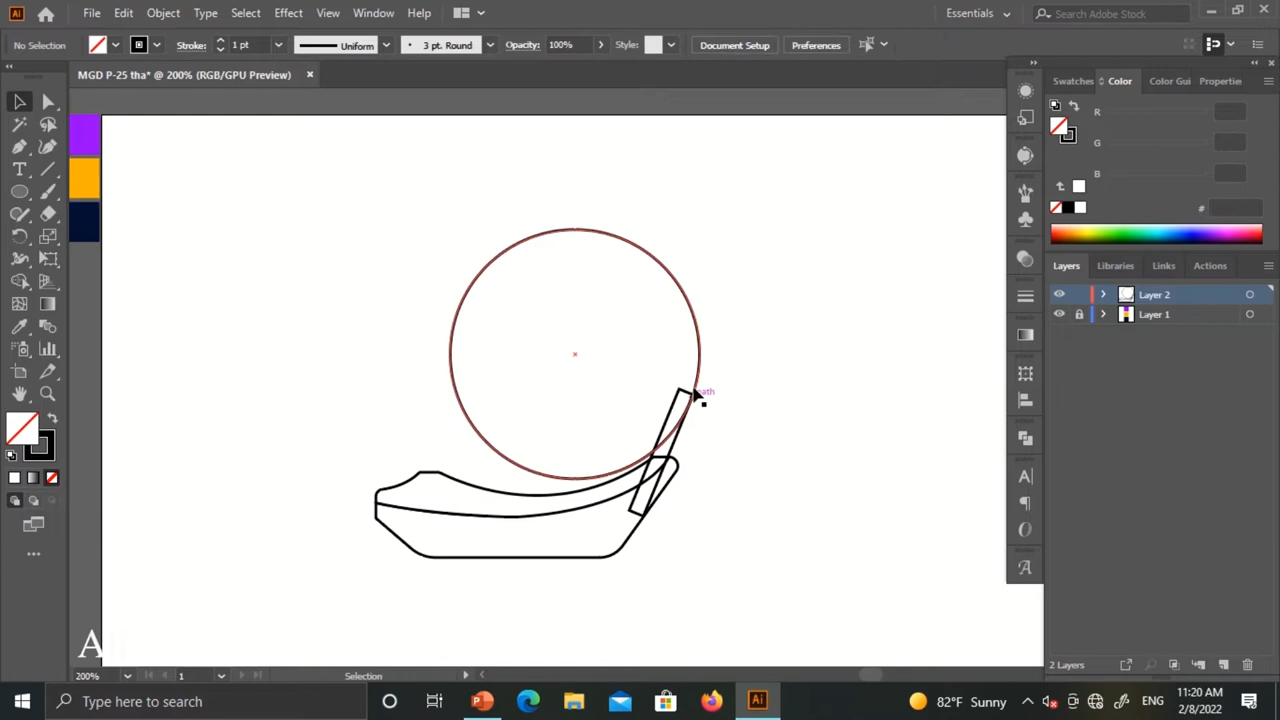 Ai File Edit Object Type Select Effect View Window Help Essentials Search Adobe Stock
No Selection Stroke: 1 pt Uniform 3 pt. Round Opacity: 100% Style: Document Setup Preferences
MGD P-25 tha* @ 200% (RGB/GPU Preview)
Swatches Color Color Gui Propertie
R
G
B
#
Layers Libraries Links Actions
Layer 2
Layer 1
path
A
200% 1 Selection 2 Layers
Type here to search
82°F Sunny ENG
11:20 AM
2/8/2022